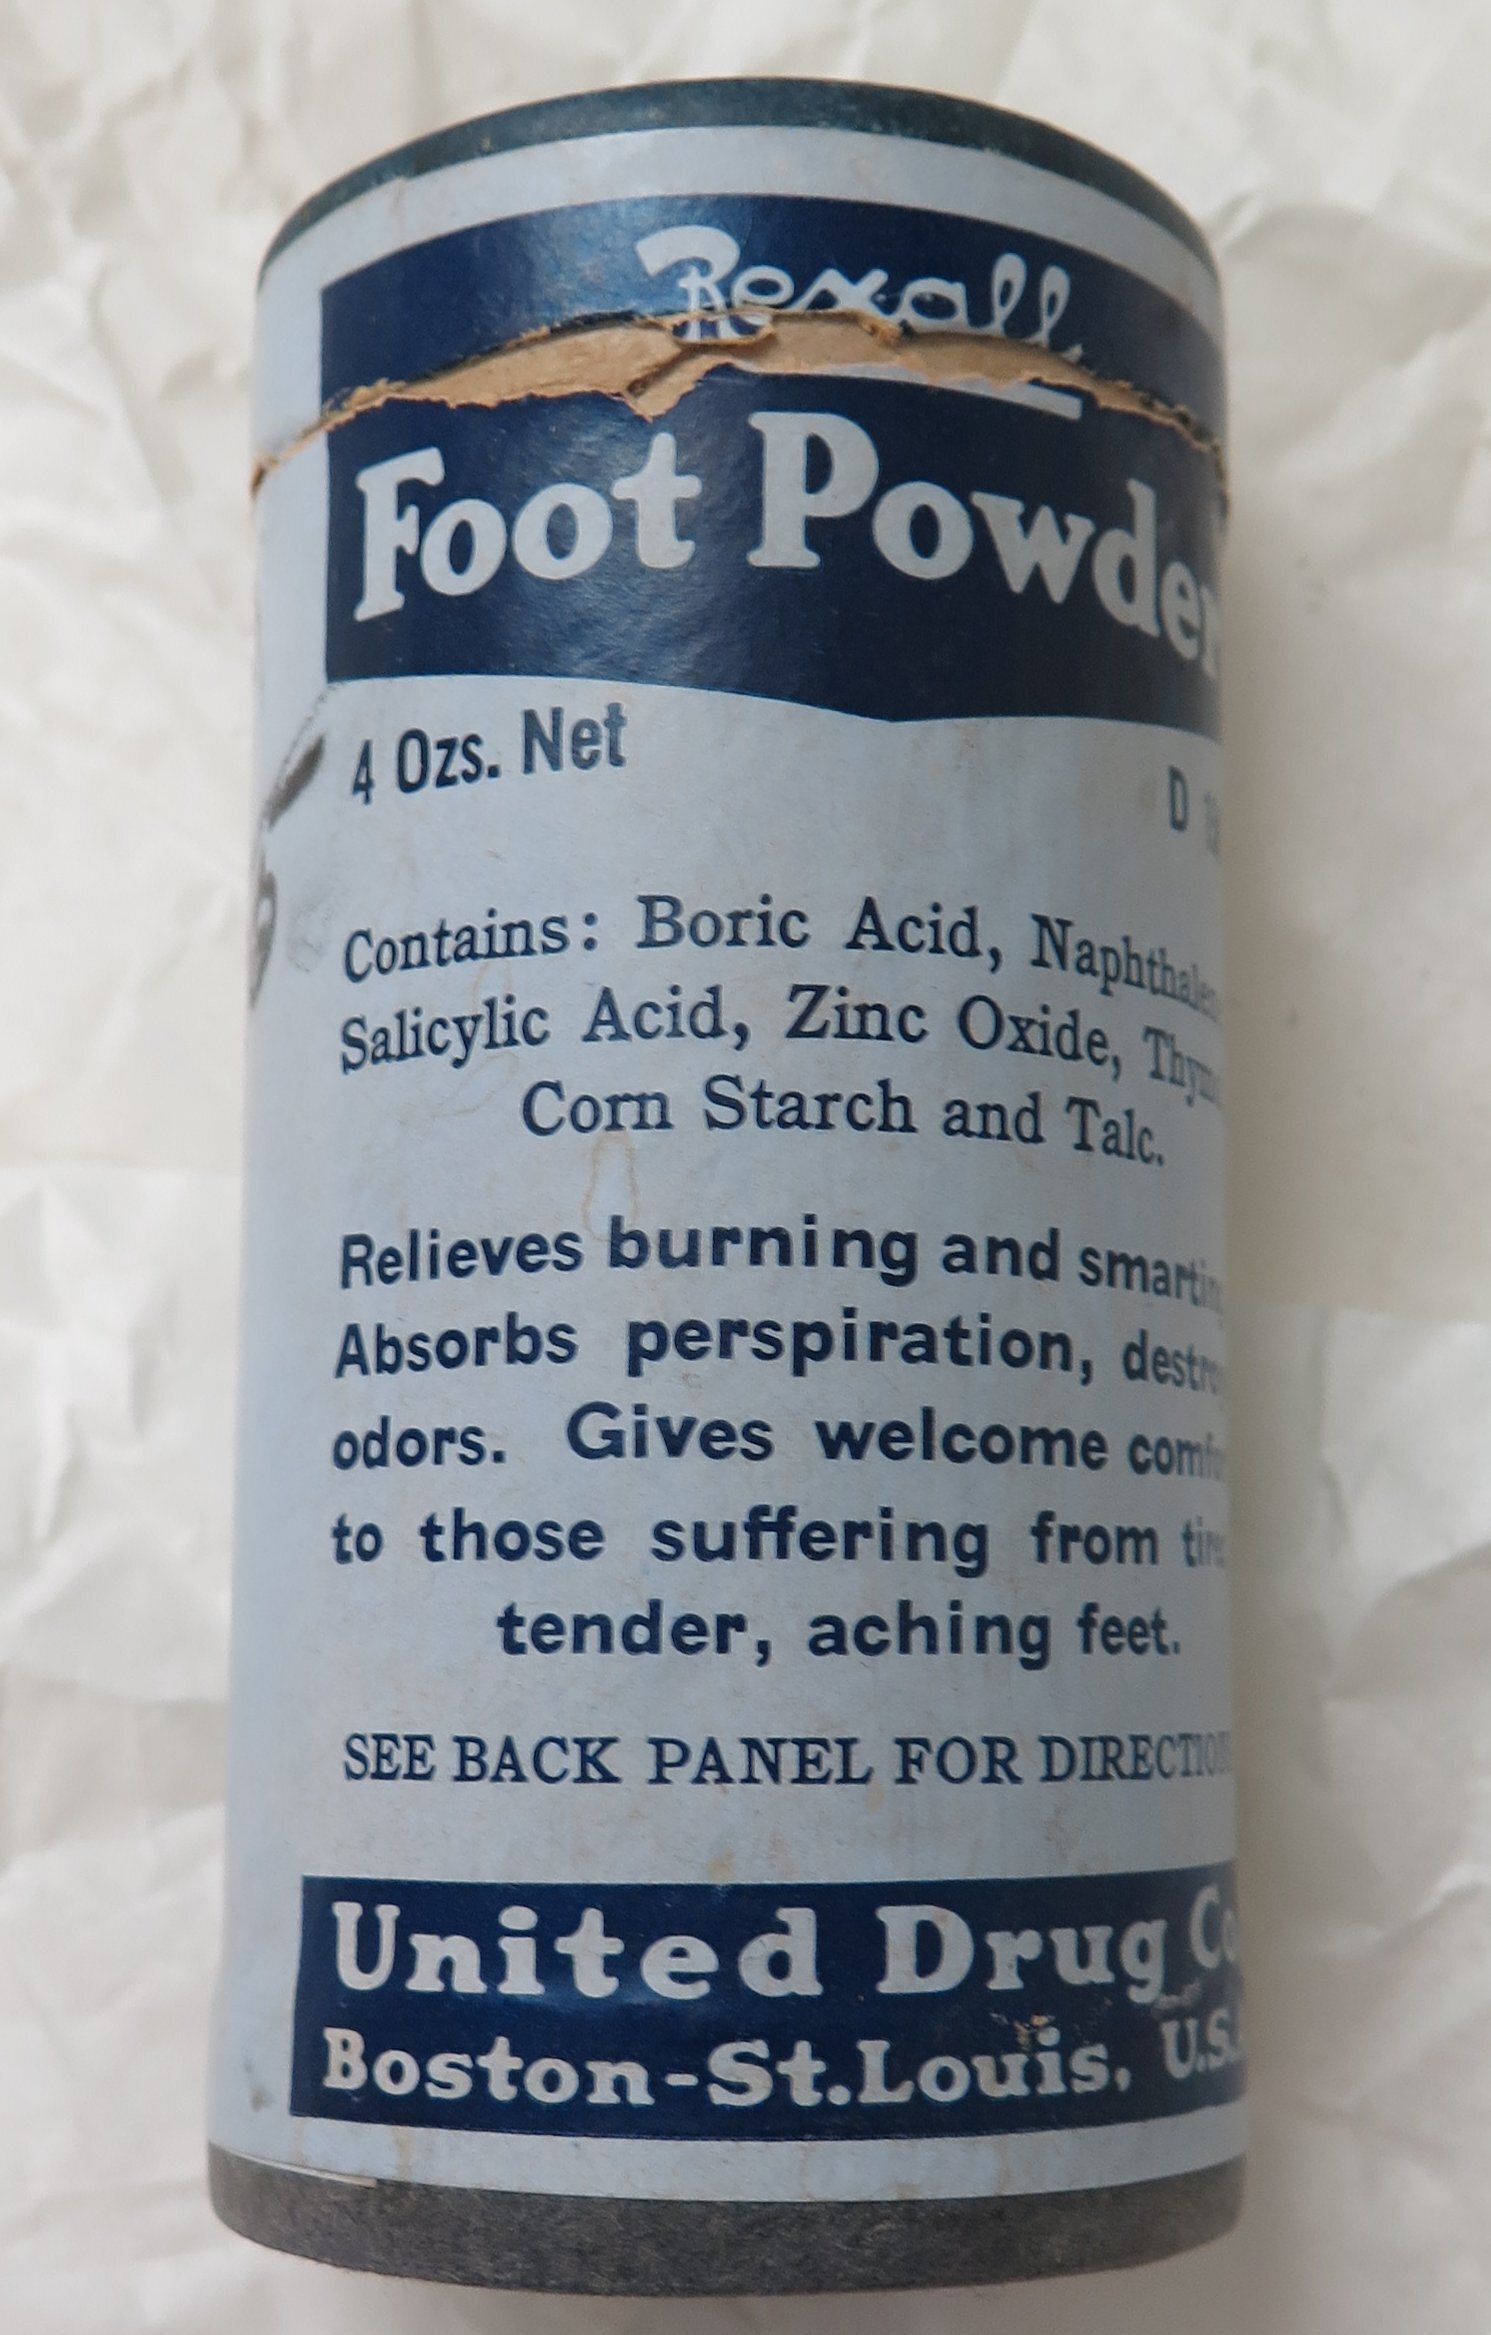 Rexall
Foot Powder
4 Ozs. Net
D
Contains: Boric Acid,
Salicylic Acid, Zinc Oxide,
Corn Starch and Talc.
Relieves burning and
Absorbs perspiration,
odors. Gives welcome
to those suffering from
tender, aching feet.
SEE BACK PANEL FOR
United Drug Co
Boston-St.Louis, U.S.